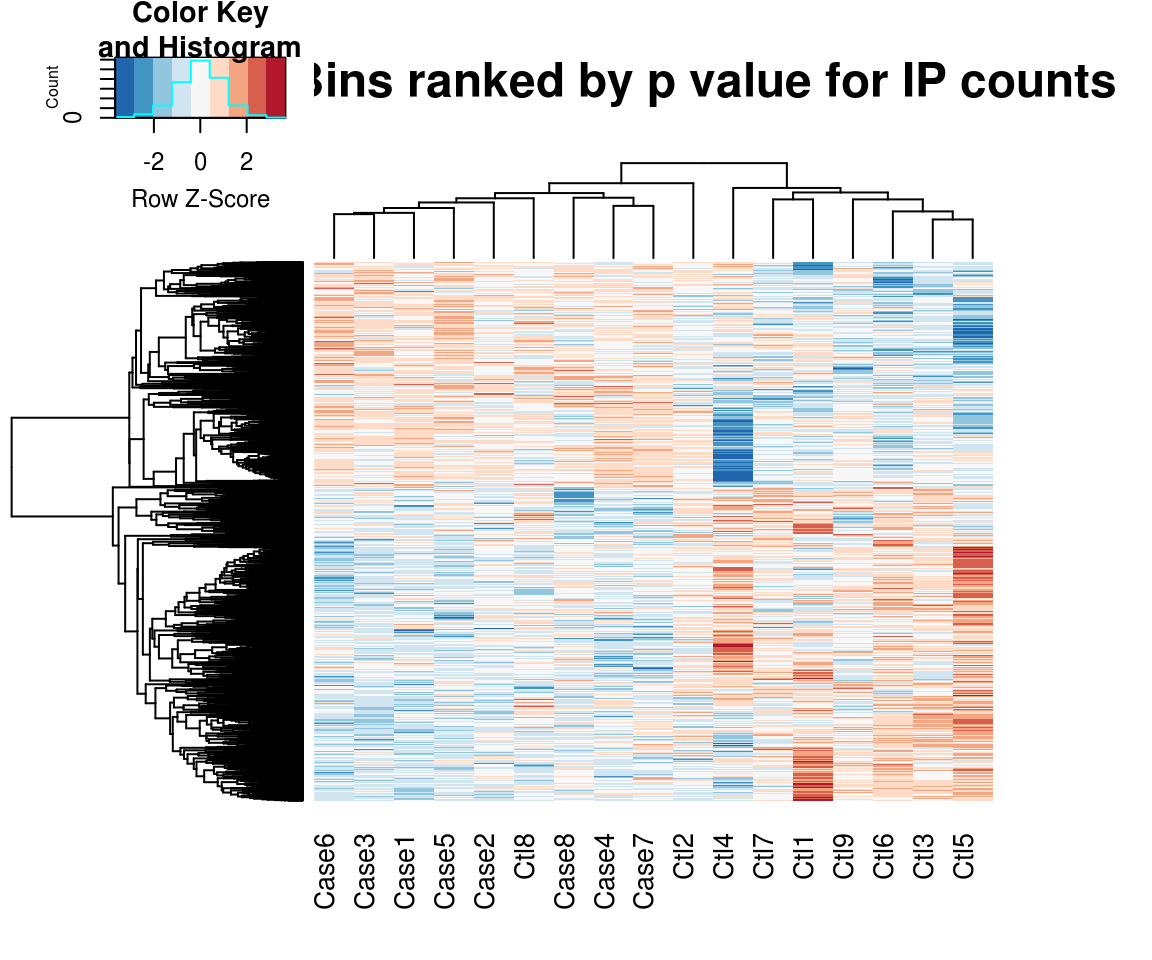 Color Key
and Histogram
Bins ranked by p value for IP counts
Count
0
-2 0 2
Row Z-Score
Case6 Case3 Case1 Case5 Case2 Ctl8 Case8 Case4 Case7 Ctl2 Ctl4 Ctl7 Ctl1 Ctl9 Ctl6 Ctl3 Ctl5